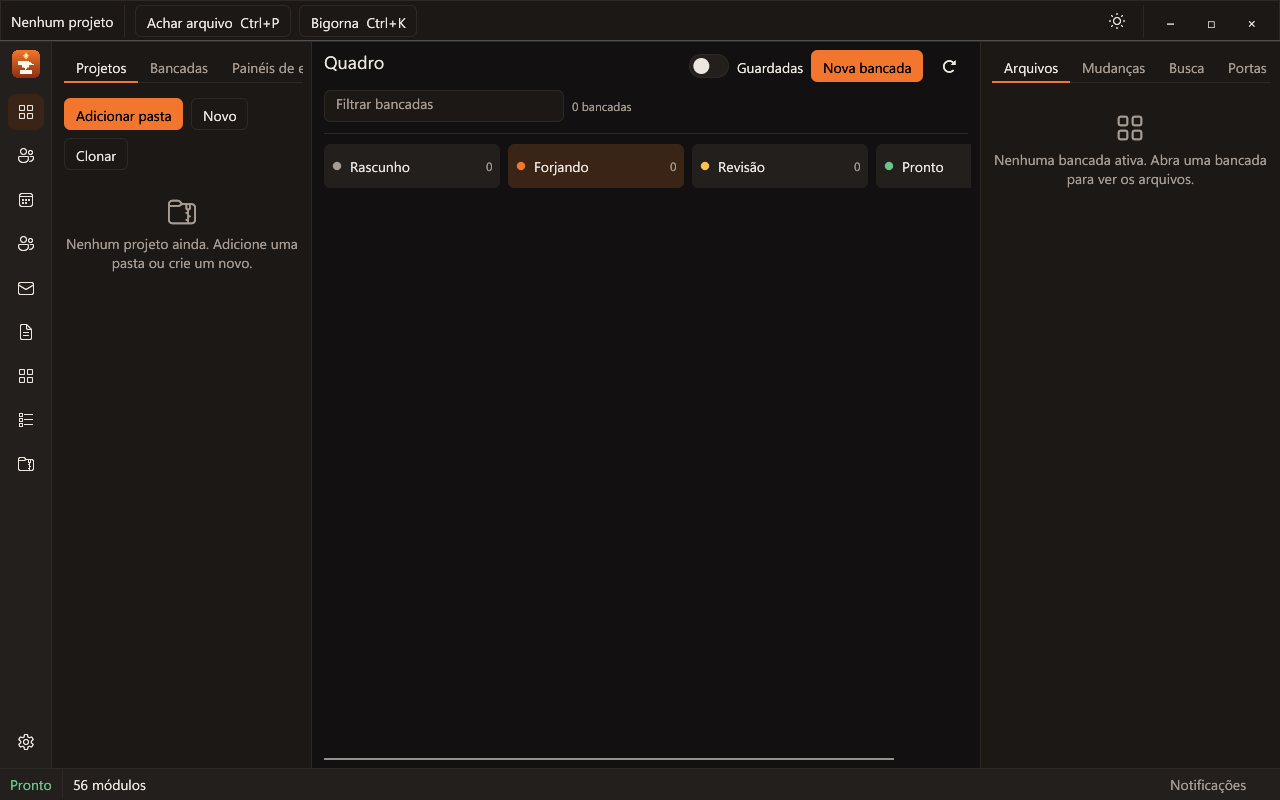 Nenhum projeto
Achar arquivo Ctrl+P
Bigorna Ctrl+K
Projetos
Bancadas
Painéis de e
Adicionar pasta
Novo
Clonar
Nenhum projeto ainda. Adicione uma
pasta ou crie um novo.
Quadro
Guardadas
Nova bancada
Filtrar bancadas
0 bancadas
Rascunho 0
Forjando 0
Revisão 0
Pronto
Arquivos
Mudanças
Busca
Portas
Nenhuma bancada ativa. Abra uma bancada
para ver os arquivos.
Pronto
56 módulos
Notificações